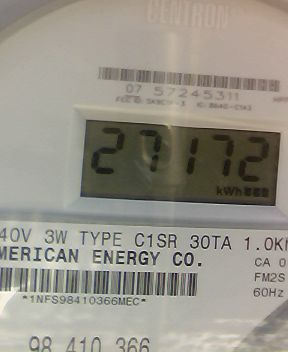 CENTRON
07 57245311
27172
kWh
40V 3W TYPE C1SR 30TA 1.0K
MERICAN ENERGY CO. CA 0
FM2S
*1NFS98410366MEC* 60Hz
98 410 366